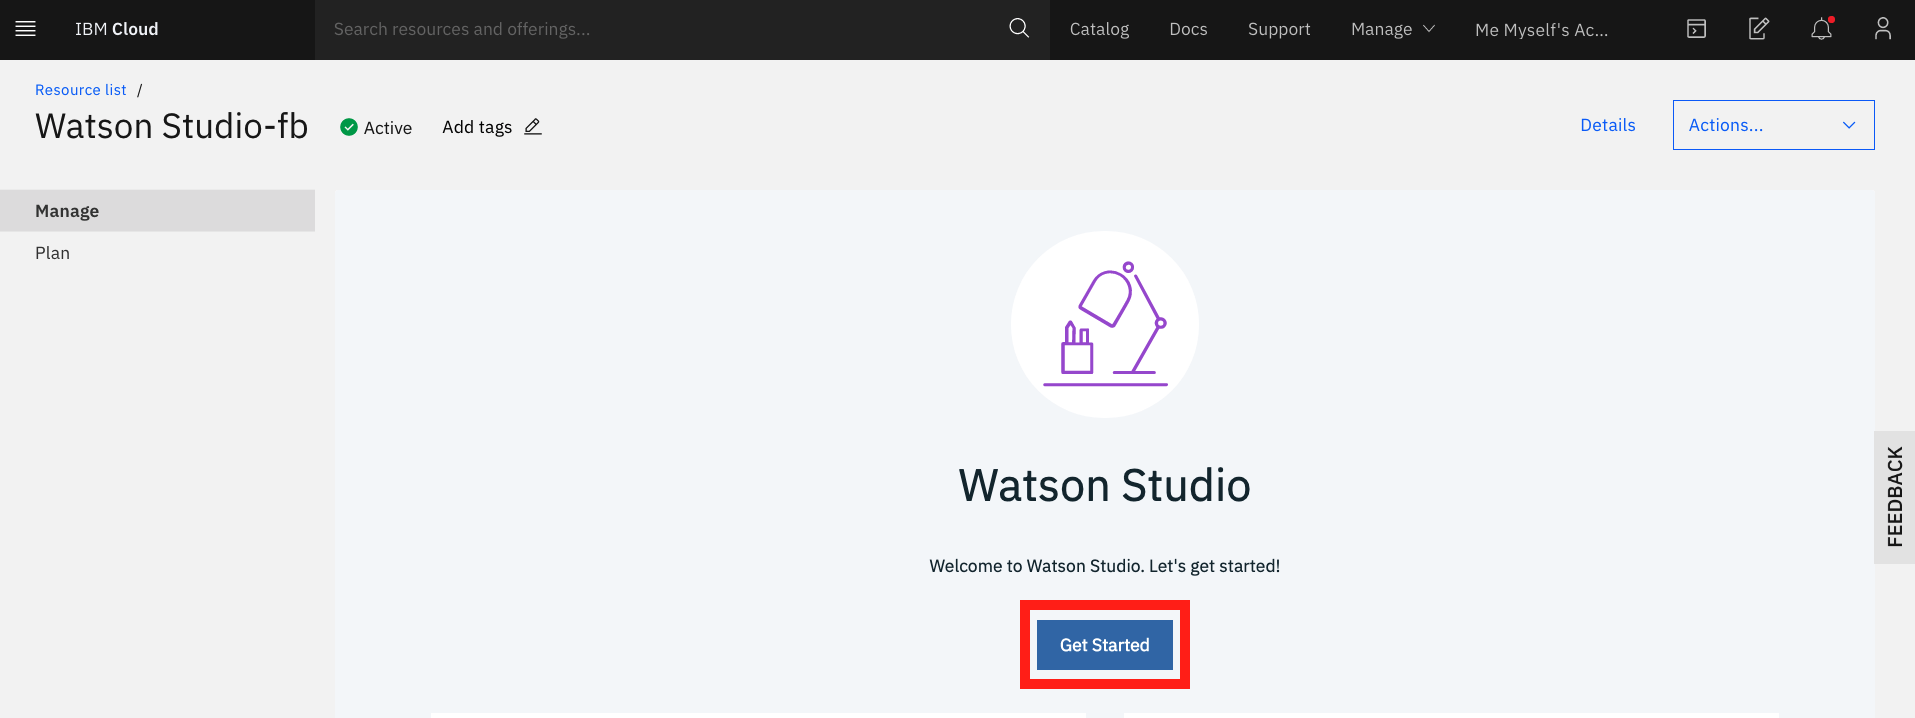 IBM Cloud
Search resources and offerings...
Catalog
Docs
Support
Manage
Me Myself's Ac...
Resource list /
Watson Studio-fb
Active
Add tags
Details
Actions...
Manage
Plan
Watson Studio
Welcome to Watson Studio. Let's get started!
Get Started
FEEDBACK